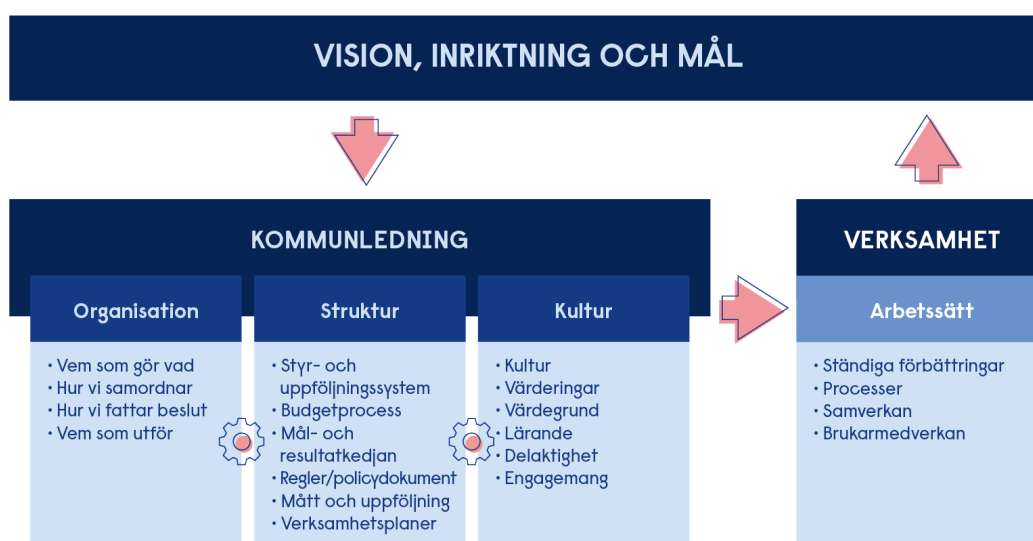 VISION, INRIKTNING OCH MÅL
KOMMUNLEDNING
Organisation
• Vem som gör vad
• Hur vi samordnar
• Hur vi fattar beslut
• Vem som utför
Struktur
• Styr- och
uppföljningssystem
• Budgetprocess
• Mål- och
resultatkedjan
• Regler/policydokument
• Mått och uppföljning
• Verksamhetsplaner
Kultur
• Kultur
• Värderingar
• Värdegrund
• Lärande
• Delaktighet
• Engagemang
VERKSAMHET
Arbetssätt
• Ständiga förbättringar
• Processer
• Samverkan
• Brukarmedverkan